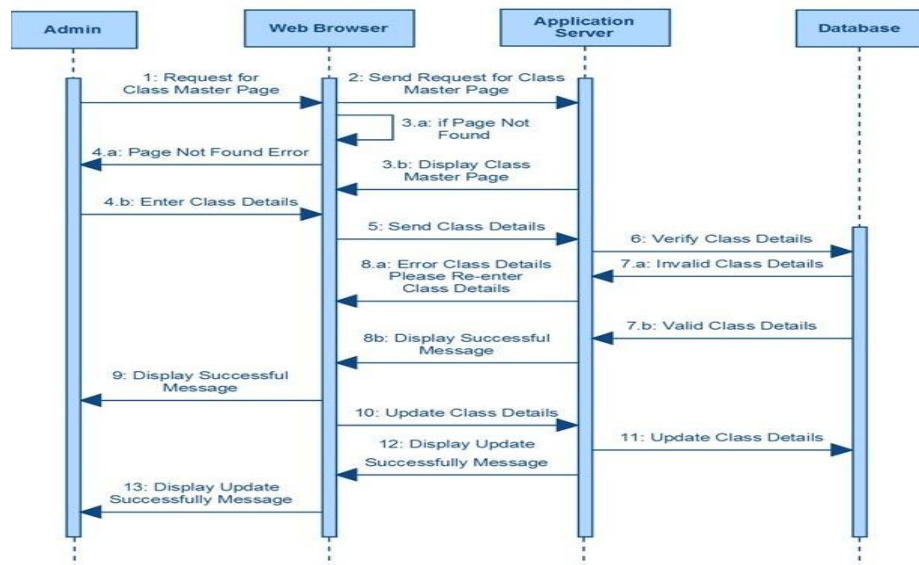 Admin
Web Browser
Application
Server
Database
1: Request for
Class Master Page
2: Send Request for Class
Master Page
3.a: if Page Not
Found
4.a: Page Not Found Error
3.b: Display Class
Master Page
4.b: Enter Class Details
5: Send Class Details
6: Verify Class Details
8.a: Error Class Details
Please Re-enter
Class Details
7.a: Invalid Class Details
7.b: Valid Class Details
8b: Display Successful
Message
9: Display Successful
Message
10: Update Class Details
11: Update Class Details
12: Display Update
Successfully Message
13: Display Update
Successfully Message